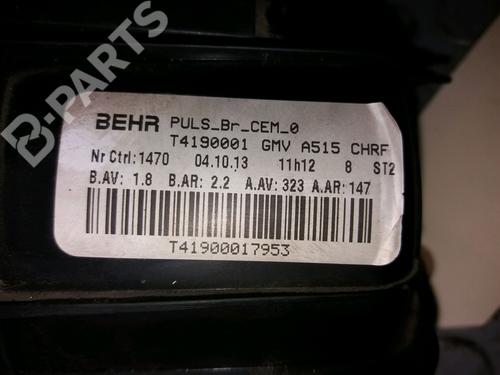 B-PARTS
BEHR PULS_Br_CEM_0
T4190001 GMV A515 CHRF
Nr Ctrl:1470 04.10.13 11h12 8 ST2
B.AV: 1.8 B.AR: 2.2 A.AV:323 A.AR:147
T41900017953